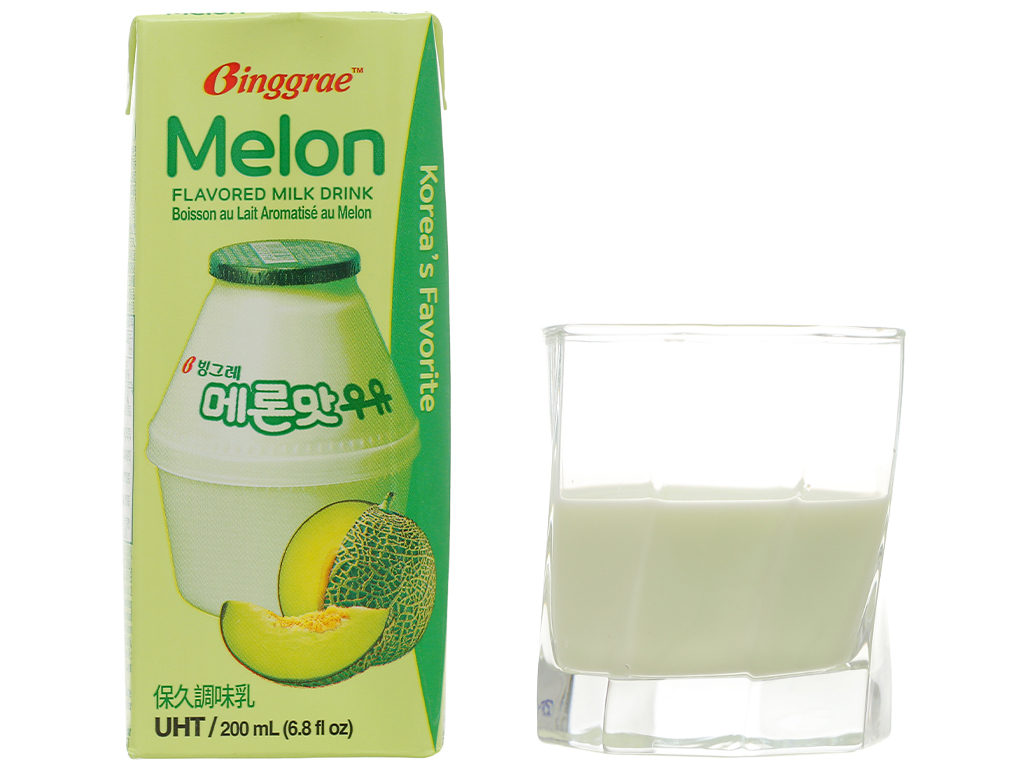 Binggrae™
Melon
FLAVORED MILK DRINK
Boisson au Lait Aromatisé au Melon
Korea's Favorite
빙그레
메론맛우유
保久調味乳
UHT / 200 mL (6.8 fl oz)